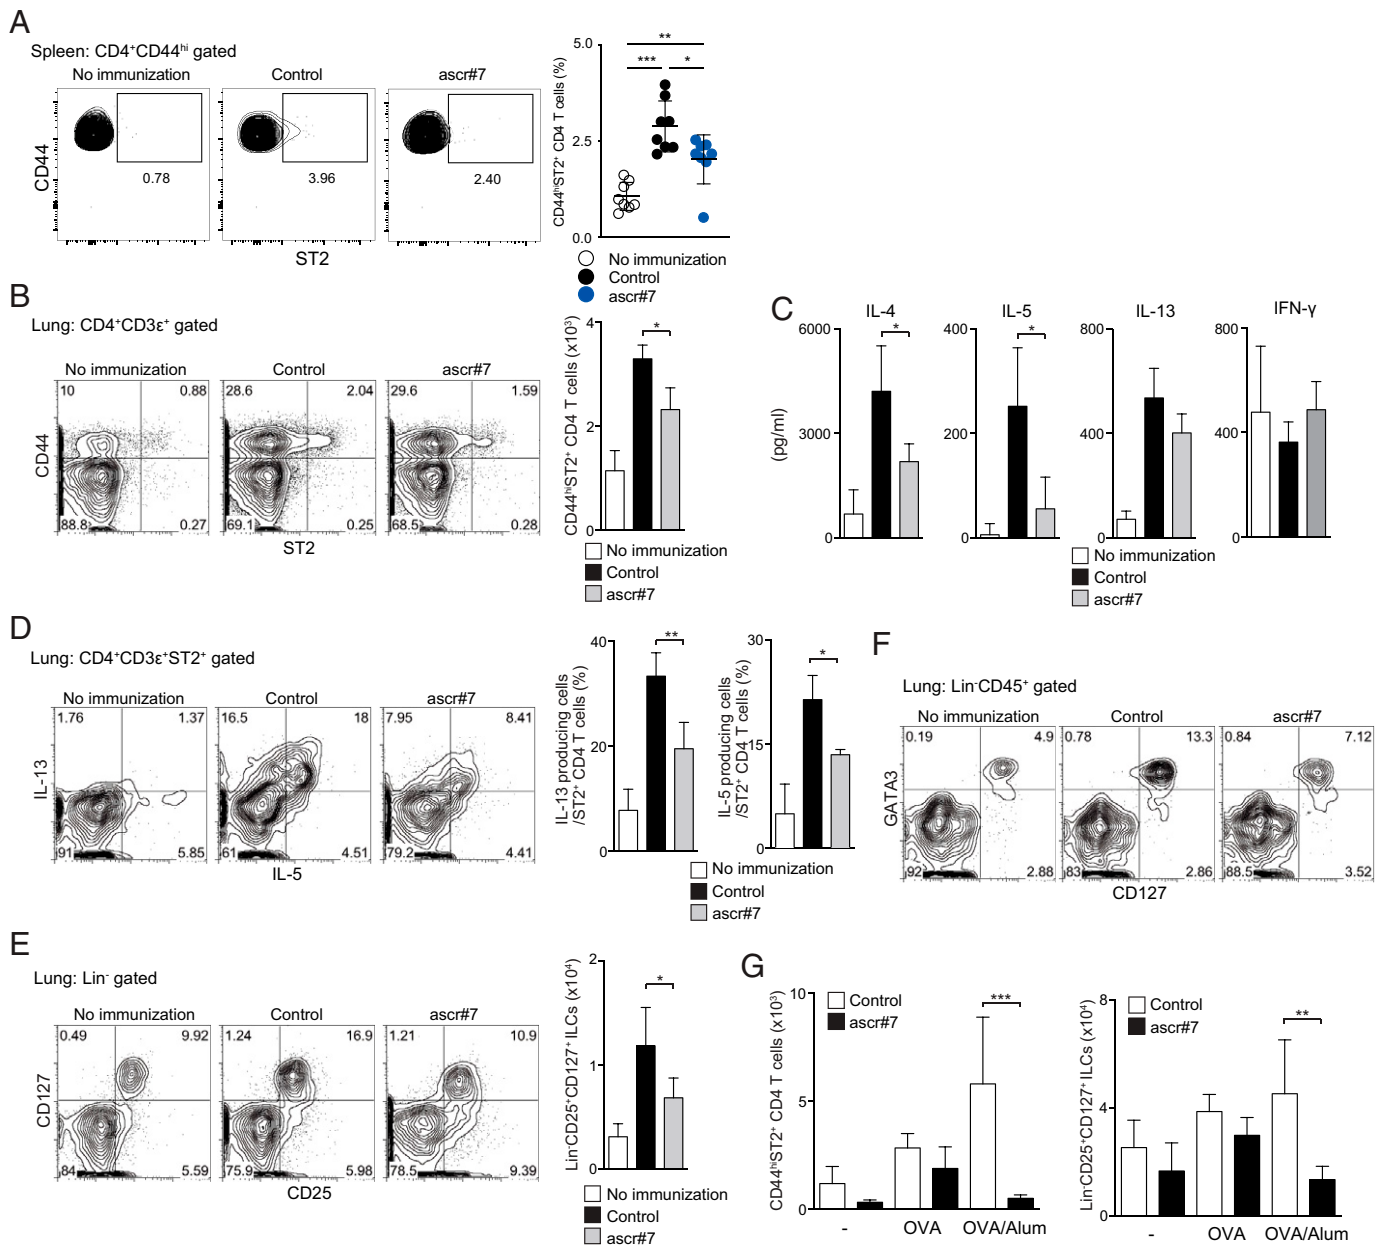 A
Spleen: CD4⁺CD44ʰⁱ gated
No immunization Control ascr#7
CD44
0.78 3.96 2.40
ST2
CD44ʰⁱST2⁺ CD4 T cells (%)
5.0
2.5
0.0
**
*** *
No immunization
Control
ascr#7
B
Lung: CD4⁺CD3ε⁺ gated
No immunization Control ascr#7
CD44
10 0.88 28.6 2.04 29.6 1.59
88.8 0.27 69.1 0.25 68.5 0.28
ST2
CD44ʰⁱST2⁺ CD4 T cells (x10³)
4
2
0
*
No immunization
Control
ascr#7
C
IL-4 IL-5 IL-13 IFN-γ
(pg/ml)
6000 400 800 800
3000 200 400 400
0 0 0 0
* *
No immunization
Control
ascr#7
D
Lung: CD4⁺CD3ε⁺ST2⁺ gated
No immunization Control ascr#7
IL-13
1.76 1.37 16.5 18 7.95 8.41
91 5.85 61 4.51 79.2 4.41
IL-5
IL-13 producing cells
/ST2⁺ CD4 T cells (%)
40
20
0
**
IL-5 producing cells
/ST2⁺ CD4 T cells (%)
30
15
0
*
No immunization
Control
ascr#7
F
Lung: Lin⁻CD45⁺ gated
No immunization Control ascr#7
GATA3
0.19 4.9 0.78 13.3 0.84 7.12
92 2.88 83 2.86 88.5 3.52
CD127
E
Lung: Lin⁻ gated
No immunization Control ascr#7
CD127
0.49 9.92 1.24 16.9 1.21 10.9
84 5.59 75.9 5.98 78.5 9.39
CD25
Lin⁻CD25⁺CD127⁺ ILCs (x10⁴)
2
1
0
*
No immunization
Control
ascr#7
G
CD44ʰⁱST2⁺ CD4 T cells (x10³)
10
5
0
Control
ascr#7
***
- OVA OVA/Alum
Lin⁻CD25⁺CD127⁺ ILCs (x10⁴)
8
4
0
Control
ascr#7
**
- OVA OVA/Alum